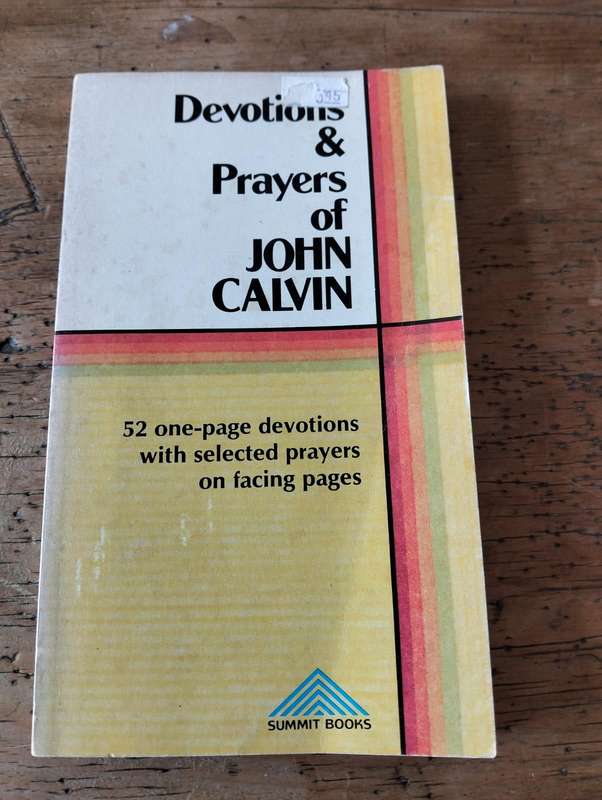 Devotions
&
Prayers
of
JOHN
CALVIN
52 one-page devotions
with selected prayers
on facing pages
SUMMIT BOOKS